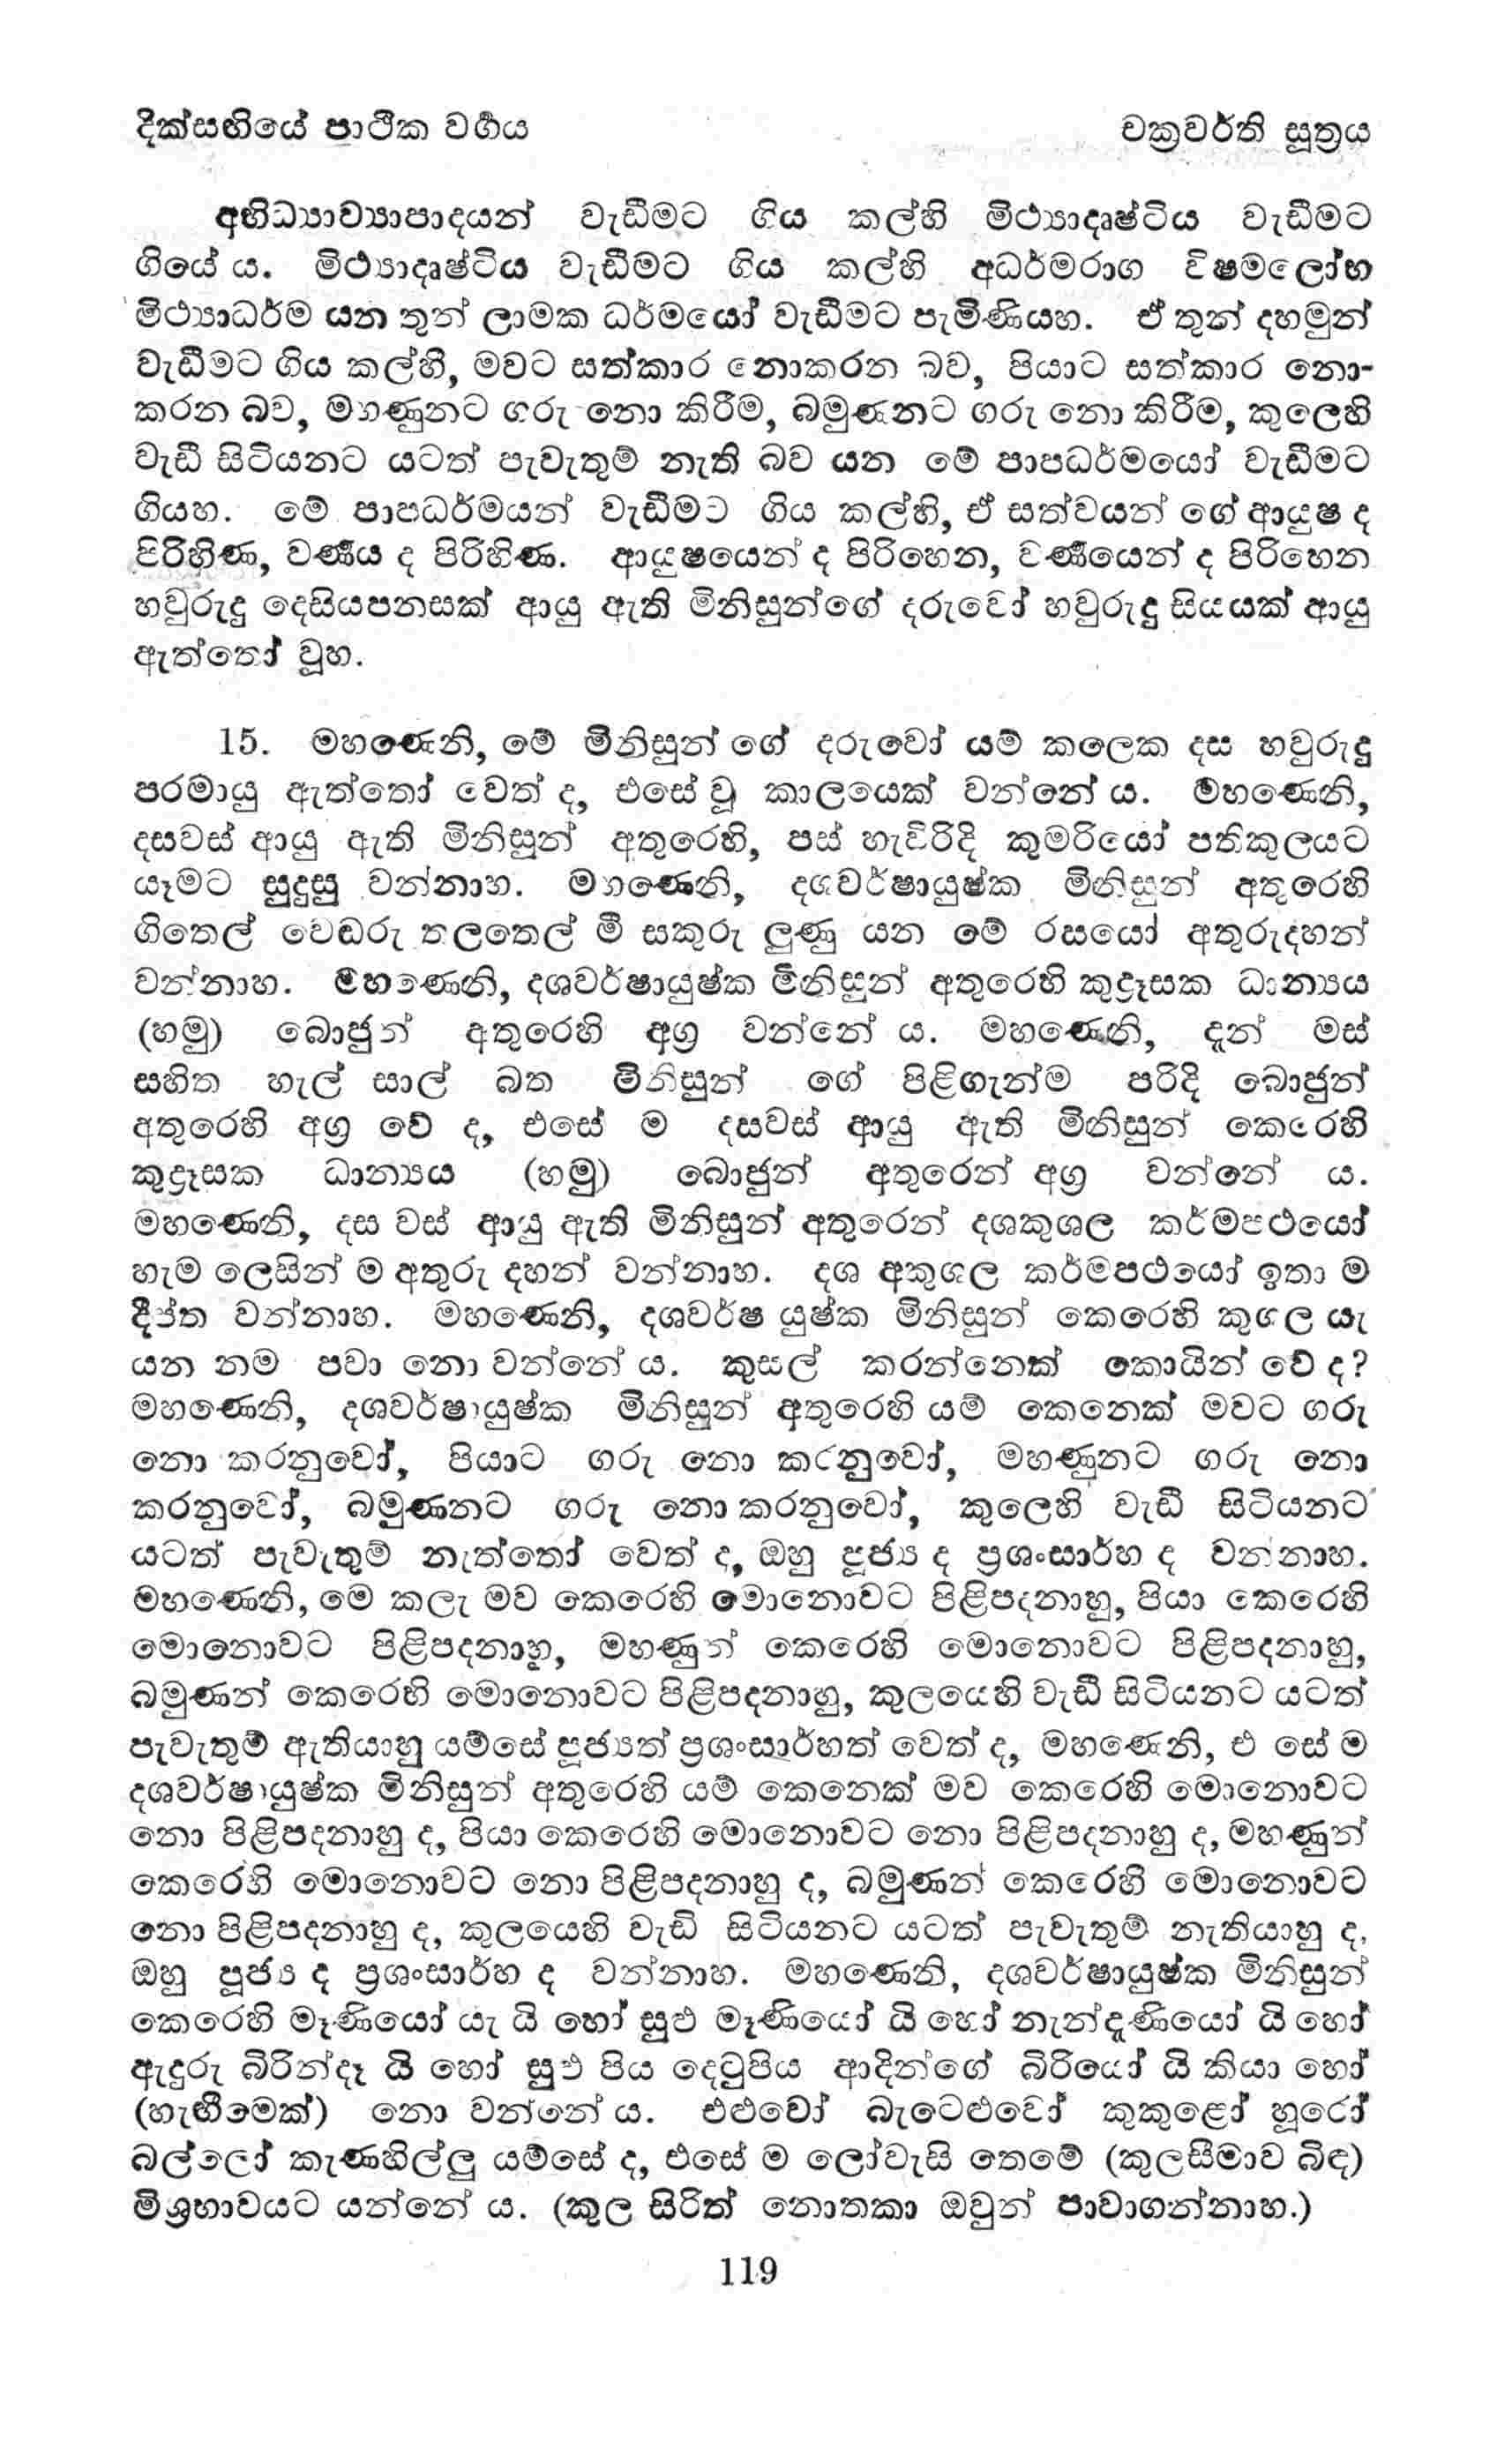 දික්සඟියේ පාථික වර්‍ගය
චක්‍රවර්ති සූත්‍රය
අභිධ්‍යාව්‍යාපාදයන් වැඩීමට ගිය කල්හි මිථ්‍යාදෘෂ්ටිය වැඩීමට
ගියේ ය. මිථ්‍යාදෘෂ්ටිය වැඩීමට ගිය කල්හි අධර්මරාග විෂමලෝභ
මිථ්‍යාධර්ම යන තුන් ලාමක ධර්මයෝ වැඩීමට පැමිණියහ. ඒ තුන් දහමුන්
වැඩීමට ගිය කල්හී, මවට සත්කාර නොකරන බව, පියාට සත්කාර නො-
කරන බව, මහණුනට ගරු නො කිරීම, බමුණනට ගරු නො කිරීම, කුලෙහි
වැඩී සිටියනට යටත් පැවැතුම් නැති බව යන මේ පාපධර්මයෝ වැඩීමට
ගියහ. මේ පාපධර්මයන් වැඩීමට ගිය කල්හි, ඒ සත්වයන් ගේ ආයුෂ ද
පිරිහිණ, වර්‍ණය ද පිරිහිණ. ආයුෂයෙන් ද පිරිහෙන, වර්‍ණයෙන් ද පිරිහෙන
හවුරුදු දෙසියපනසක් ආයු ඇති මිනිසුන්ගේ දරුවෝ හවුරුදු සියයක් ආයු
ඇත්තෝ වූහ.
15. මහණෙනි, මේ මිනිසුන් ගේ දරුවෝ යම් කලෙක දස හවුරුදු
පරමායු ඇත්තෝ වෙත් ද, එසේ වූ කාලයෙක් වන්නේ ය. මහණෙනි,
දසවස් ආයු ඇති මිනිසුන් අතුරෙහි, පස් හැවිරිදි කුමරියෝ පතිකුලයට
යෑමට සුදුසු වන්නාහ. මහණෙනි, දශවර්ෂායුෂ්ක මිනිසුන් අතුරෙහි
ගිතෙල් වෙඬරු තලතෙල් මී සකුරු ලුණු යන මේ රසයෝ අතුරුදහන්
වන්නාහ. මහණෙනි, දශවර්ෂායුෂ්ක මිනිසුන් අතුරෙහි කුද්‍රෑසක ධාන්‍යය
(හමු) බොජුන් අතුරෙහි අග්‍ර වන්නේ ය. මහණෙනි, දැන් මස්
සහිත හැල් සාල් බත මිනිසුන් ගේ පිළිගැන්ම පරිදි බොජුන්
අතුරෙහි අග්‍ර වේ ද, එසේ ම දසවස් ආයු ඇති මිනිසුන් කෙරෙහි
කුද්‍රෑසක ධාන්‍යය (හමු) බොජුන් අතුරෙන් අග්‍ර වන්නේ ය.
මහණෙනි, දස වස් ආයු ඇති මිනිසුන් අතුරෙන් දශකුශල කර්මපථයෝ
හැම ලෙසින් ම අතුරු දහන් වන්නාහ. දශ අකුශල කර්මපථයෝ ඉතා ම
දීප්ත වන්නාහ. මහණෙනි, දශවර්ෂ යුෂ්ක මිනිසුන් කෙරෙහි කුශල යැ
යන නම පවා නො වන්නේ ය. කුසල් කරන්නෙක් කොයින් වේ ද?
මහණෙනි, දශවර්ෂායුෂ්ක මිනිසුන් අතුරෙහි යම් කෙනෙක් මවට ගරු
නො කරනුවෝ, පියාට ගරු නො කරනුවෝ, මහණුනට ගරු නො
කරනුවෝ, බමුණනට ගරු නො කරනුවෝ, කුලෙහි වැඩී සිටියනට
යටත් පැවැතුම් නැත්තෝ වෙත් ද, ඔහු පූජ්‍ය ද ප්‍රශංසාර්හ ද වන්නාහ.
මහණෙනි, මෙ කලැ මව කෙරෙහි මොනොවට පිළිපදනාහු, පියා කෙරෙහි
මොනොවට පිළිපදනාහු, මහණුන් කෙරෙහි මොනොවට පිළිපදනාහු,
බමුණන් කෙරෙහි මොනොවට පිළිපදනාහු, කුලයෙහි වැඩී සිටියනට යටත්
පැවැතුම් ඇතියාහු යම්සේ පූජ්‍යත් ප්‍රශංසාර්හත් වෙත් ද, මහණෙනි, එ සේ ම
දශවර්ෂායුෂ්ක මිනිසුන් අතුරෙහි යම් කෙනෙක් මව කෙරෙහි මොනොවට
නො පිළිපදනාහු ද, පියා කෙරෙහි මොනොවට නො පිළිපදනාහු ද, මහණුන්
කෙරෙහි මොනොවට නො පිළිපදනාහු ද, බමුණන් කෙරෙහි මොනොවට
නො පිළිපදනාහු ද, කුලයෙහි වැඩි සිටියනට යටත් පැවැතුම් නැතියාහු ද,
ඔහු පූජ්‍ය ද ප්‍රශංසාර්හ ද වන්නාහ. මහණෙනි, දශවර්ෂායුෂ්ක මිනිසුන්
කෙරෙහි මෑණියෝ යැ යි හෝ සුළු මෑණියෝ යි හෝ නැන්දණියෝ යි හෝ
ඇදුරු බිරින්දෑ යි හෝ සුළු පිය දෙටුපිය ආදින්ගේ බිරියෝ යි කියා හෝ
(හැඟීමෙක්) නො වන්නේ ය. එළුවෝ බැටෙළුවෝ කුකුළෝ හූරෝ
බල්ලෝ කැණහිල්ලු යම්සේ ද, එසේ ම ලෝවැසි තෙමේ (කුලසීමාව බිඳ)
මිශ්‍රභාවයට යන්නේ ය. (කුල සිරිත් නොතකා ඔවුන් පාවාගන්නාහ.)
119